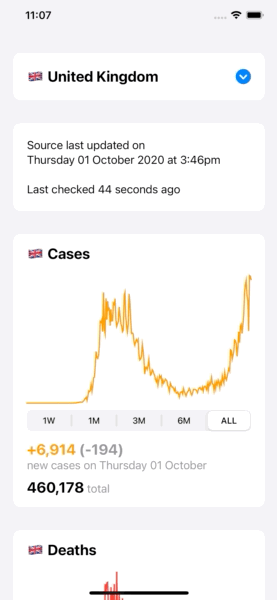 11:07
United Kingdom
Source last updated on
Thursday 01 October 2020 at 3:46pm
Last checked 44 seconds ago
Cases
1W 1M 3M 6M ALL
+6,914 (-194)
new cases on Thursday 01 October
460,178 total
Deaths